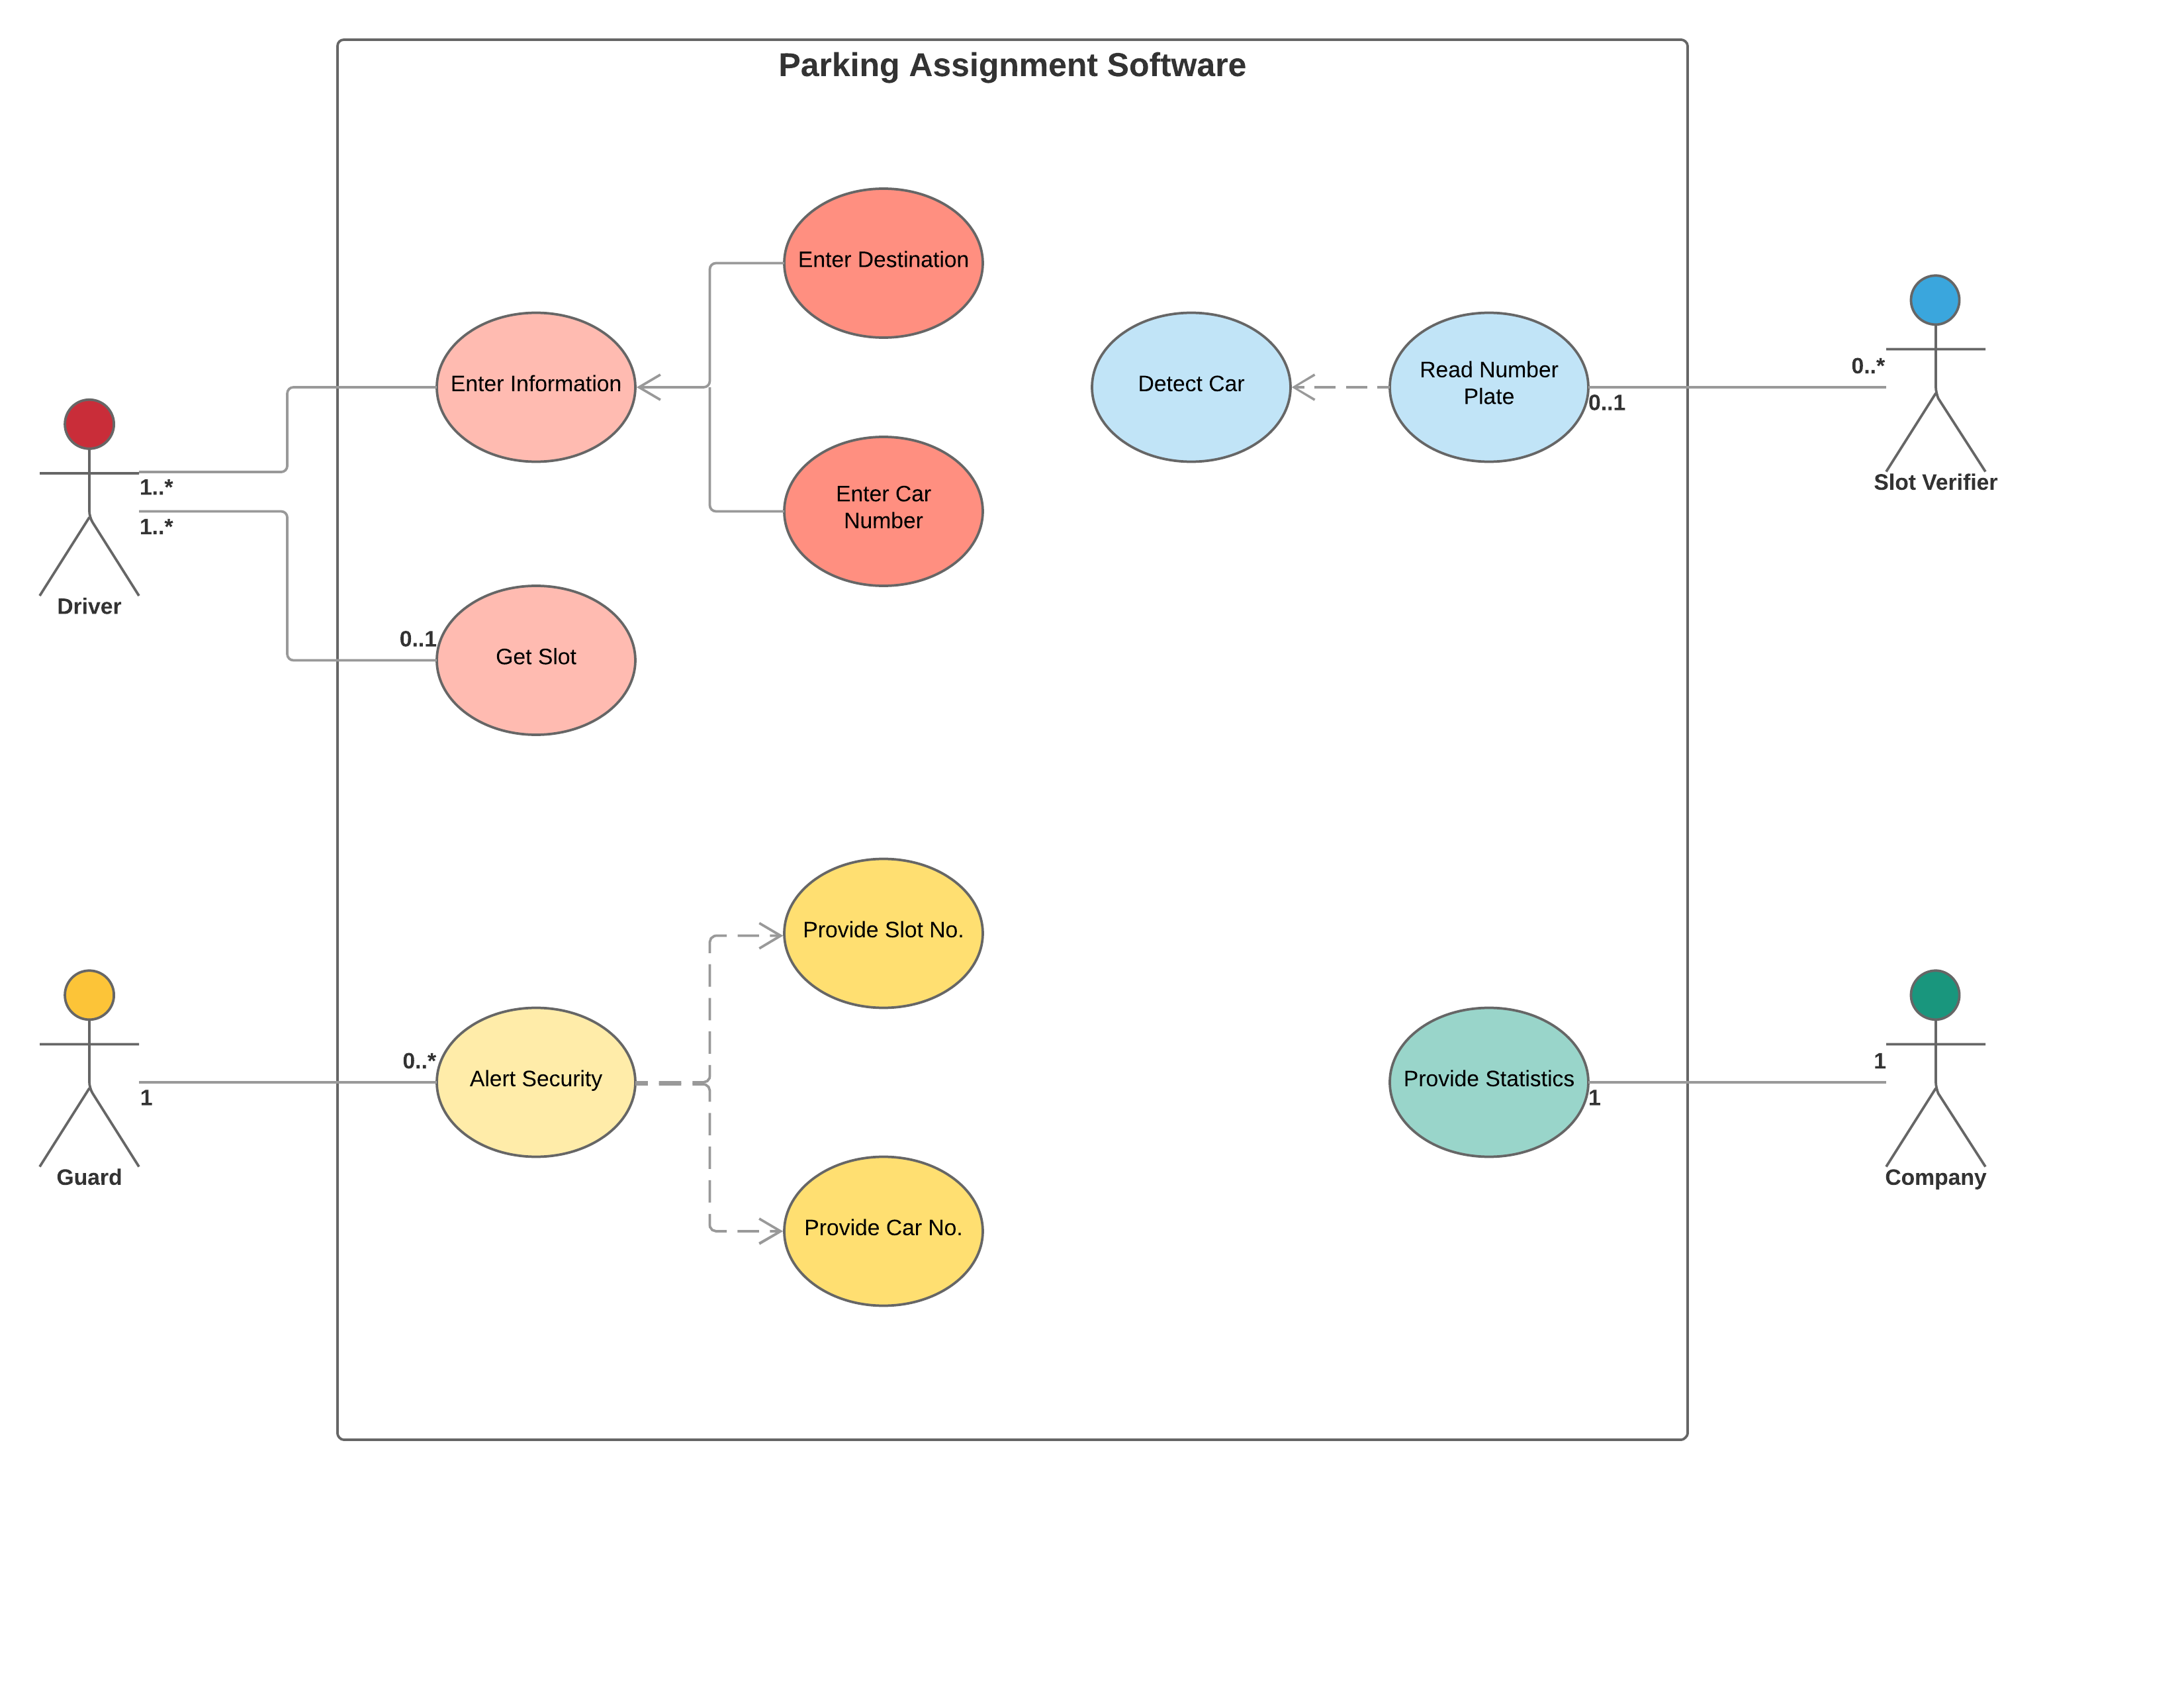 Parking Assignment Software
Enter Destination
Enter Information
Detect Car
Read Number
Plate
0..*
0..1
Slot Verifier
1..*
1..*
Enter Car
Number
Driver
0..1
Get Slot
Provide Slot No.
0..*
1
Alert Security
Guard
Provide Statistics
1
1
Company
Provide Car No.